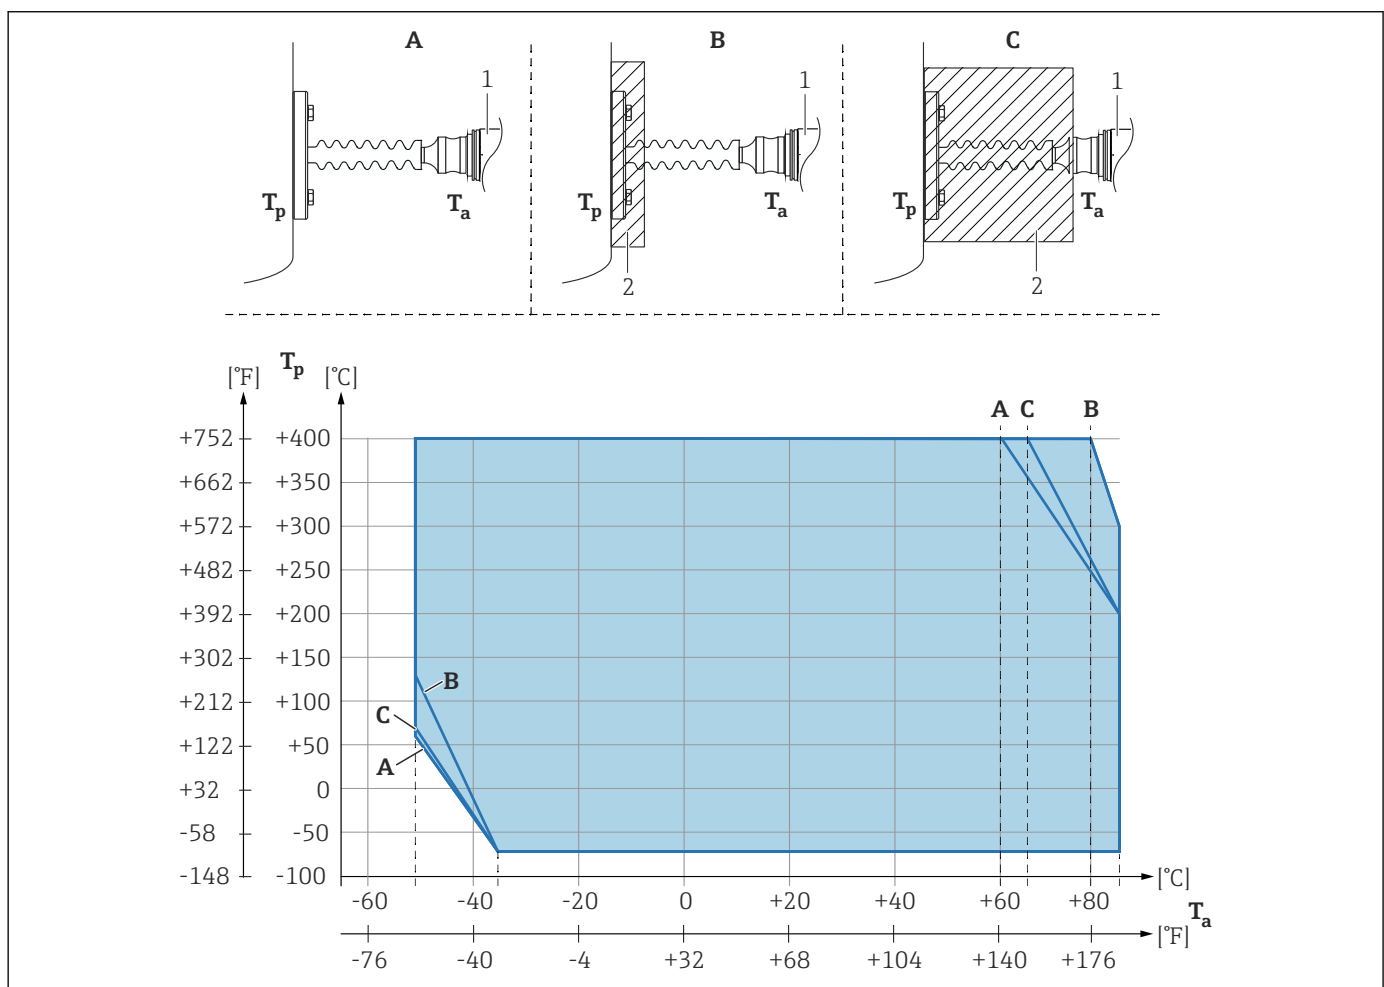 A B C
1 1 1
Tp Ta Tp Ta Tp Ta
2 2
Tp
[°F] [°C]
A C B
+752 +400
+662 +350
+572 +300
+482 +250
+392 +200
+302 +150
B
+212 +100
C
+122 +50
A
+32 0
-58 -50
-148 -100
[°C]
-60 -40 -20 0 +20 +40 +60 +80
Ta
[°F]
-76 -40 -4 +32 +68 +104 +140 +176